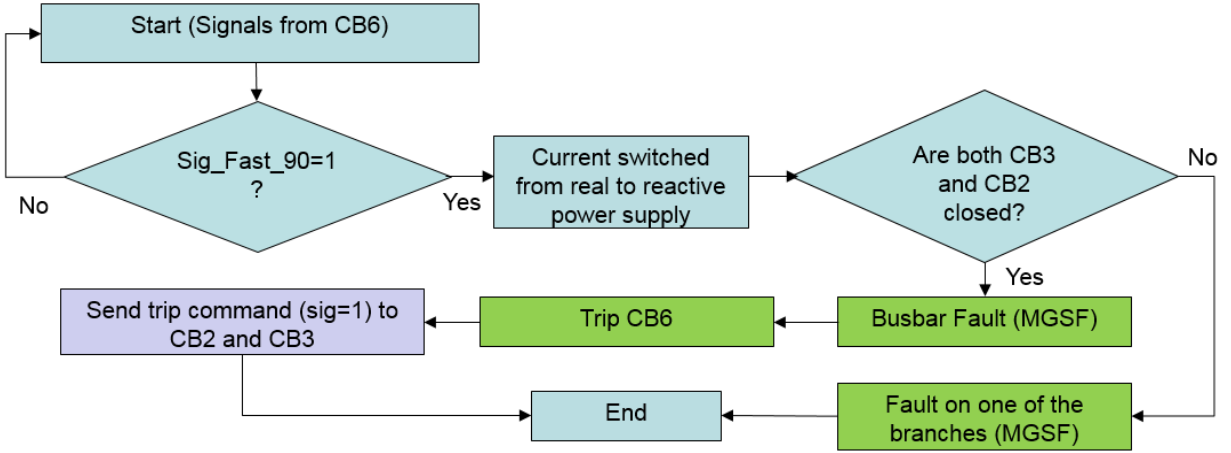 Start (Signals from CB6)
Sig_Fast_90=1
?
No
Yes
Current switched
from real to reactive
power supply
Are both CB3
and CB2
closed?
No
Yes
Send trip command (sig=1) to
CB2 and CB3
Trip CB6
Busbar Fault (MGSF)
End
Fault on one of the
branches (MGSF)